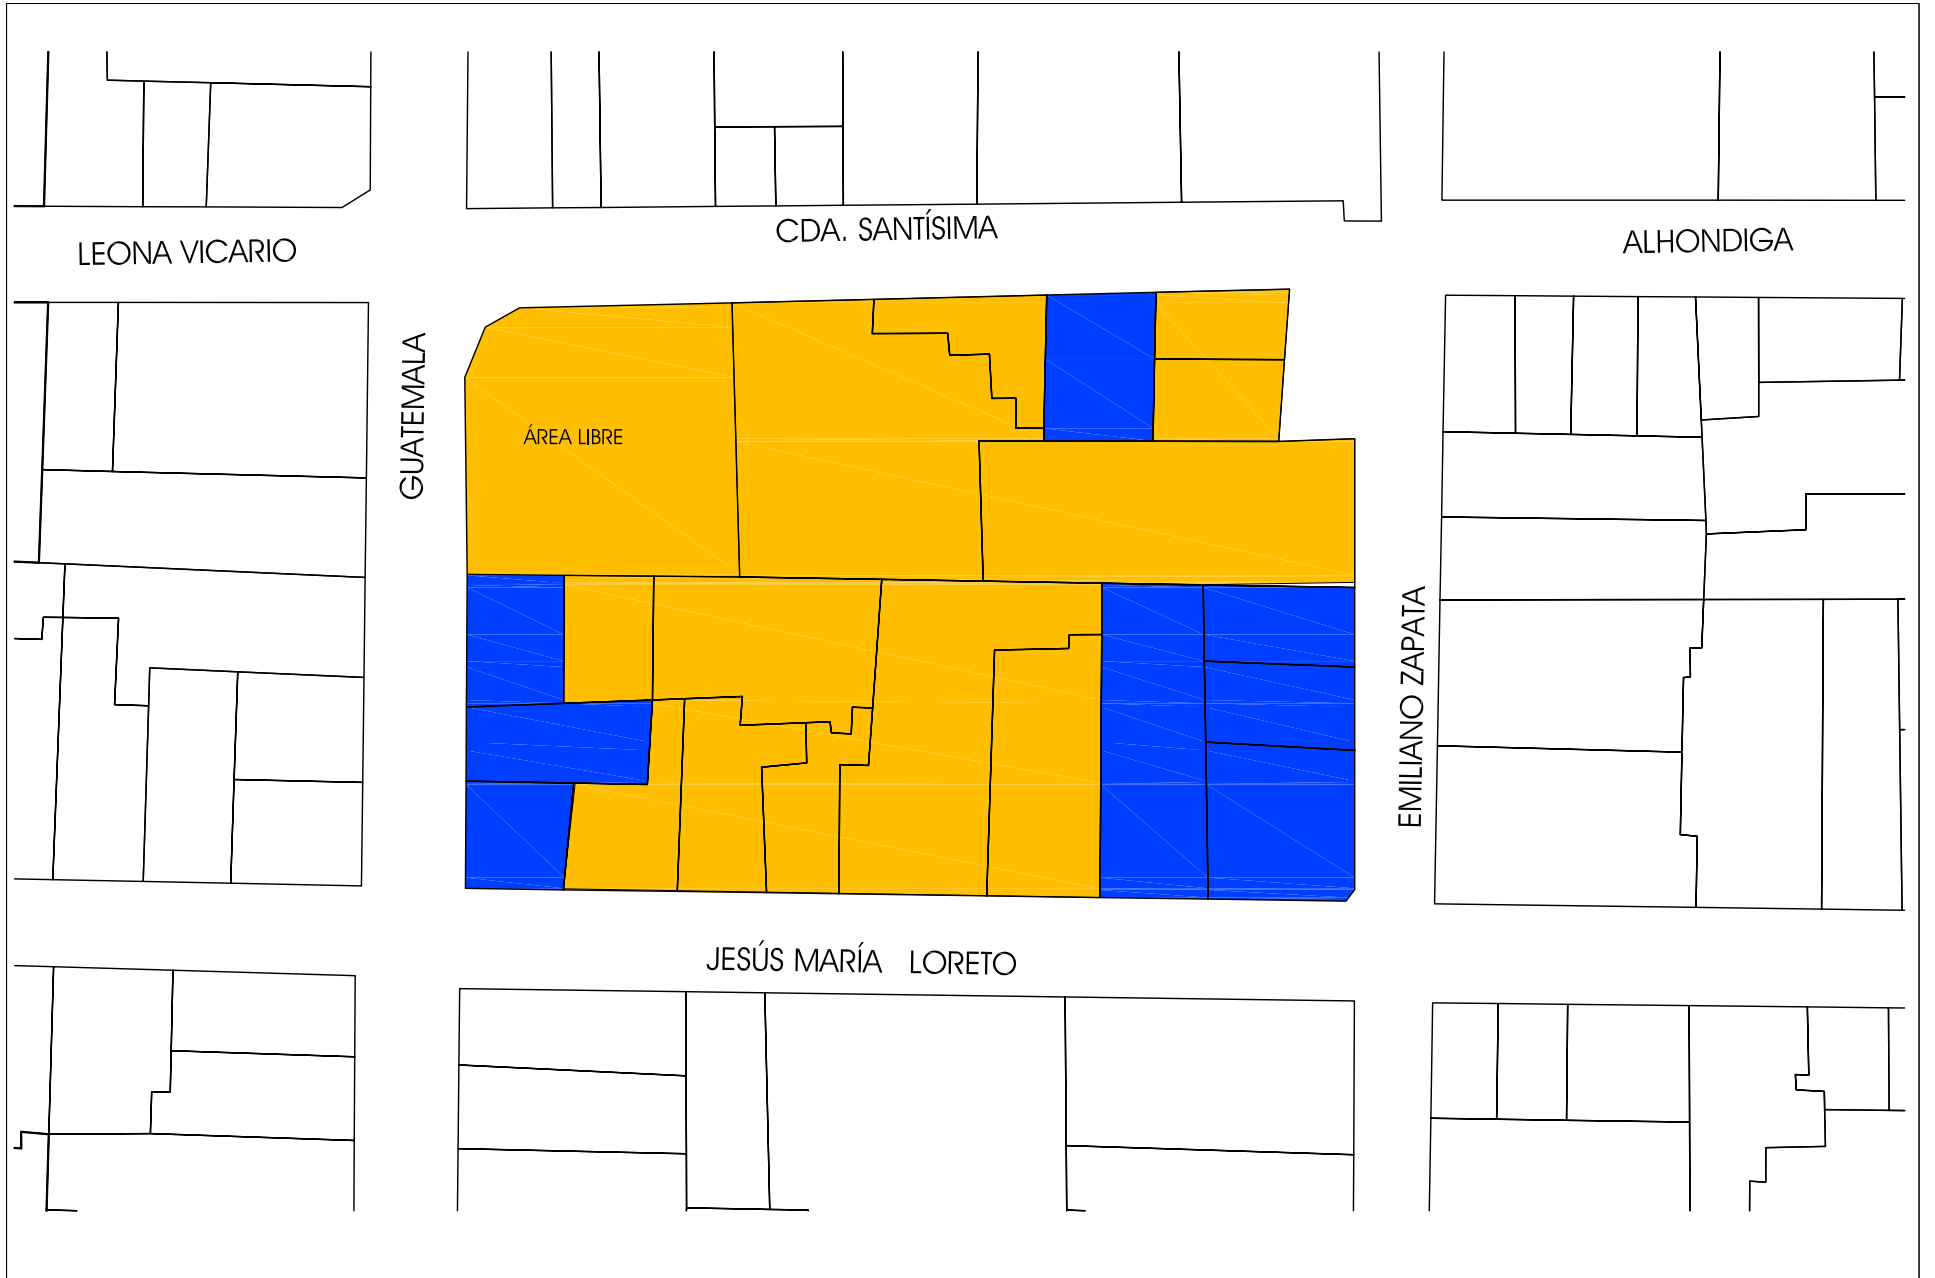 CDA. SANTÍSIMA
LEONA VICARIO
ALHONDIGA
GUATEMALA
ÁREA LIBRE
EMILIANO ZAPATA
JESÚS MARÍA LORETO